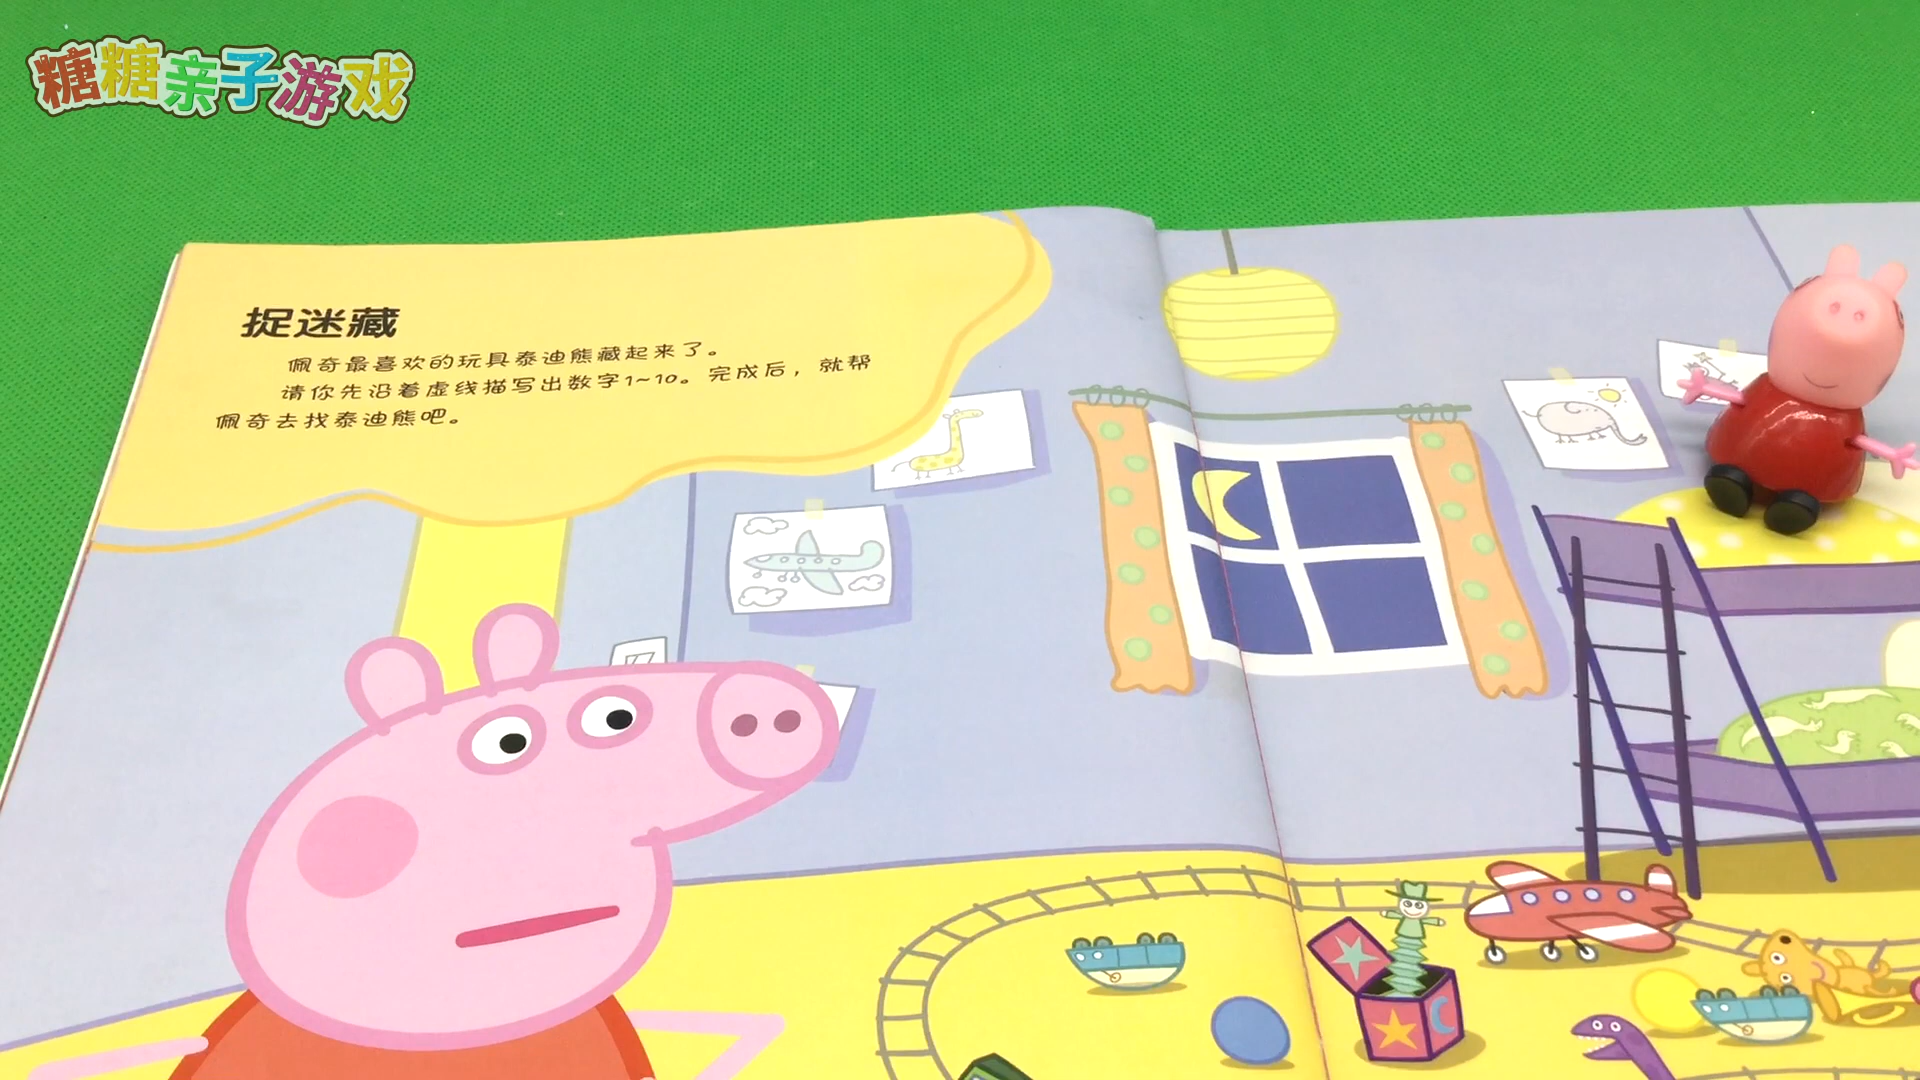 糖糖亲子游戏
捉迷藏
佩奇最喜欢的玩具泰迪熊藏起来了。
请你先沿着虚线描写出数字1~10。完成后，就帮
佩奇去找泰迪熊吧。